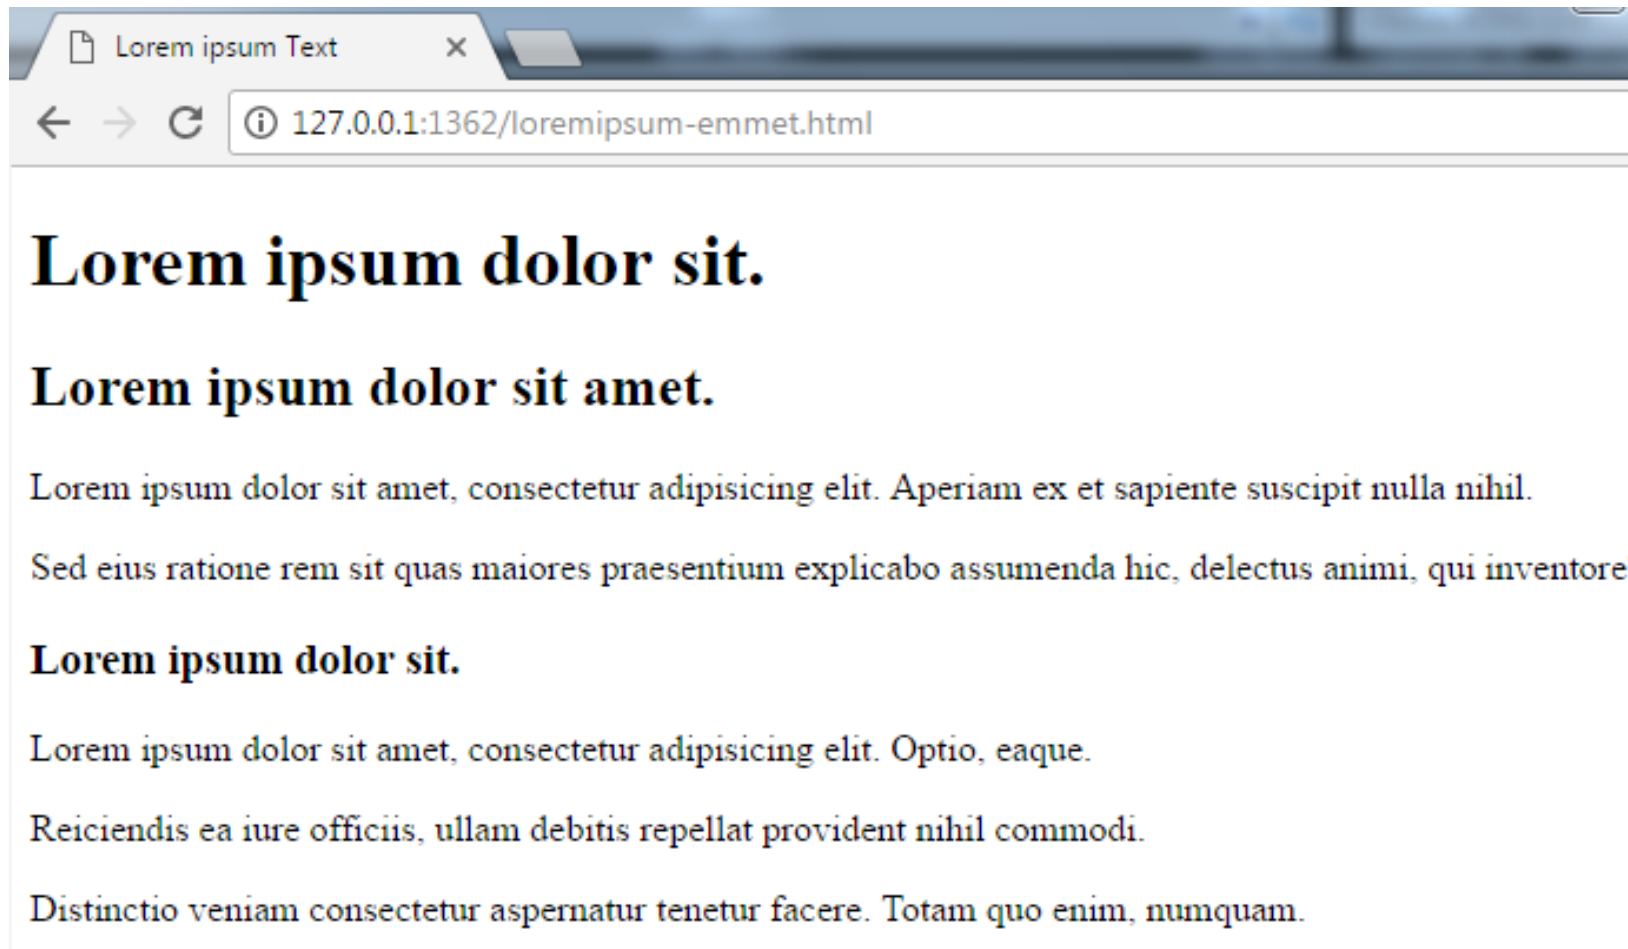 Lorem ipsum Text
127.0.0.1:1362/loremipsum-emmet.html
Lorem ipsum dolor sit.
Lorem ipsum dolor sit amet.
Lorem ipsum dolor sit amet, consectetur adipisicing elit. Aperiam ex et sapiente suscipit nulla nihil.
Sed eius ratione rem sit quas maiores praesentium explicabo assumenda hic, delectus animi, qui inventore
Lorem ipsum dolor sit.
Lorem ipsum dolor sit amet, consectetur adipisicing elit. Optio, eaque.
Reiciendis ea iure officiis, ullam debitis repellat provident nihil commodi.
Distinctio veniam consectetur aspernatur tenetur facere. Totam quo enim, numquam.